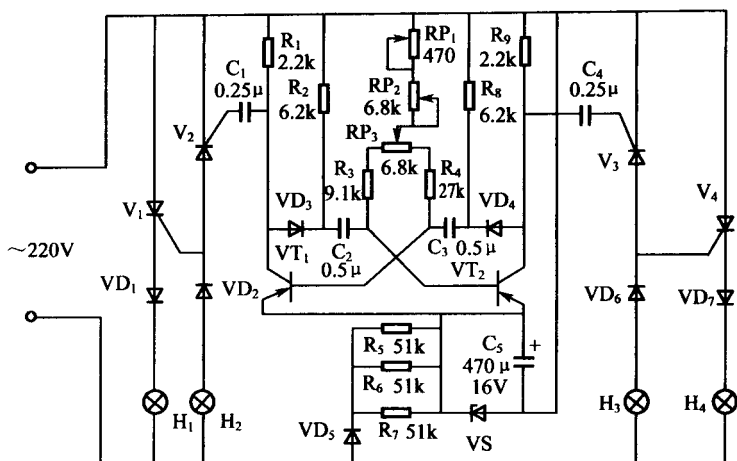 R₁
2.2k
C₁
0.25μ
R₂
6.2k
RP₁
470
RP₂
6.8k
RP₃
6.8k
R₉
2.2k
R₈
6.2k
C₄
0.25μ
V₂
V₃
R₃
9.1k
R₄
27k
V₁
V₄
VD₃
VD₄
VT₁
C₂
0.5μ
C₃
0.5μ
VT₂
~220V
VD₁
VD₂
VD₆
VD₇
R₅ 51k
R₆ 51k
R₇ 51k
C₅
+
470μ
16V
VD₅
VS
H₁
H₂
H₃
H₄